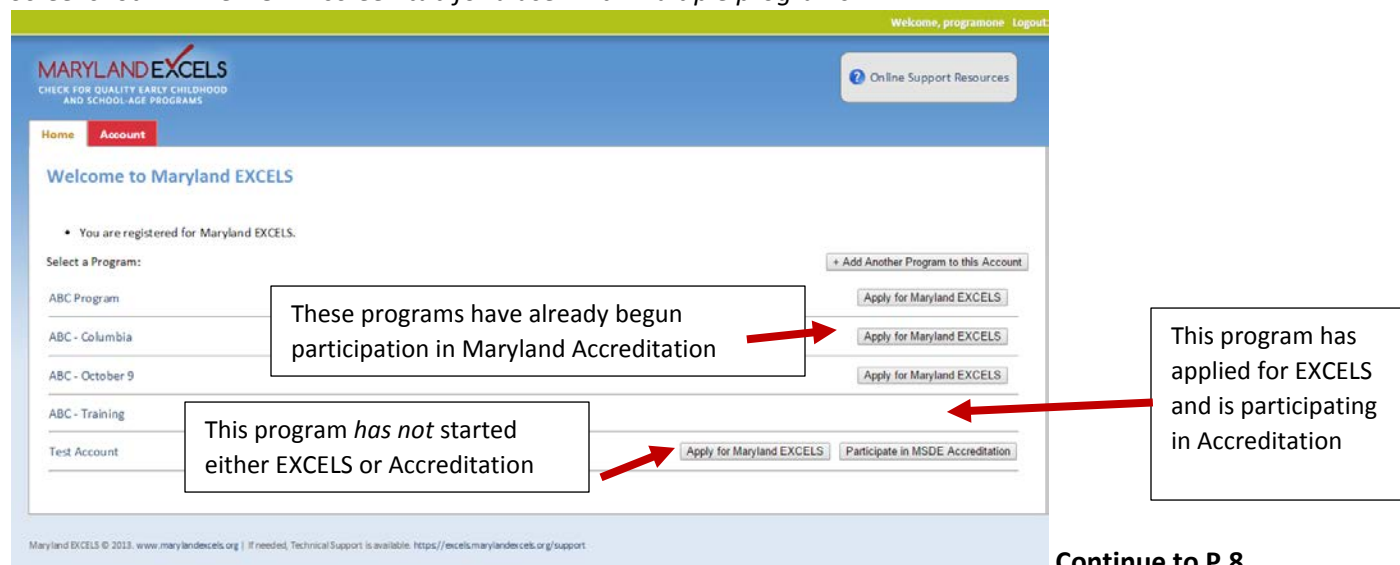 Welcome, programone Logout
MARYLAND EXCELS
CHECK FOR QUALITY EARLY CHILDHOOD
AND SCHOOL-AGE PROGRAMS
Online Support Resources
Home Account
Welcome to Maryland EXCELS
• You are registered for Maryland EXCELS.
Select a Program:
+ Add Another Program to this Account
ABC Program
Apply for Maryland EXCELS
These programs have already begun
participation in Maryland Accreditation
ABC - Columbia
Apply for Maryland EXCELS
ABC - October 9
Apply for Maryland EXCELS
This program has
applied for EXCELS
and is participating
in Accreditation
ABC - Training
This program has not started
either EXCELS or Accreditation
Test Account
Apply for Maryland EXCELS Participate in MSDE Accreditation
Maryland EXCELS © 2013. www.marylandexcels.org | If needed, Technical Support is available. https://excels.marylandexcels.org/support
Continue to P.8